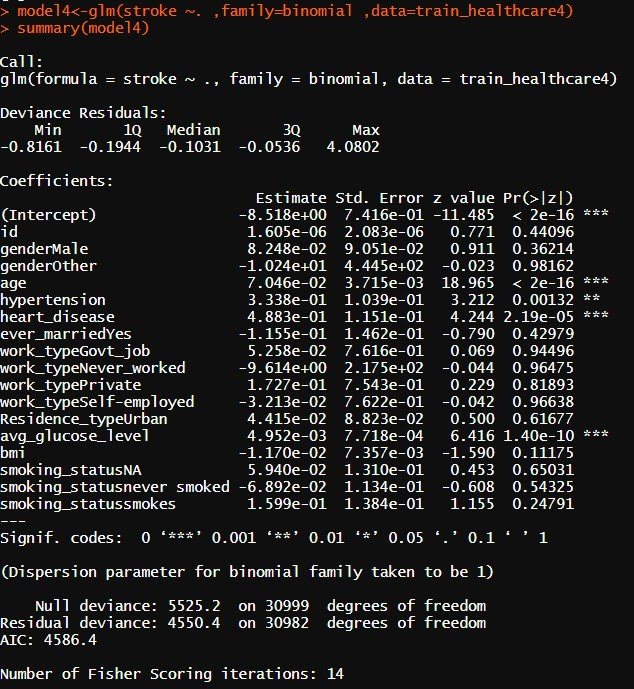 > model4<-glm(stroke ~. ,family=binomial ,data=train_healthcare4)
> summary(model4)
Call:
glm(formula = stroke ~ ., family = binomial, data = train_healthcare4)
Deviance Residuals:
Min 1Q Median 3Q Max
-0.8161 -0.1944 -0.1031 -0.0536 4.0802
Coefficients:
Estimate Std. Error z value Pr(>|z|)
(Intercept) -8.518e+00 7.416e-01 -11.485 < 2e-16 ***
id 1.605e-06 2.083e-06 0.771 0.44096
genderMale 8.248e-02 9.051e-02 0.911 0.36214
genderOther -1.024e+01 4.445e+02 -0.023 0.98162
age 7.046e-02 3.715e-03 18.965 < 2e-16 ***
hypertension 3.338e-01 1.039e-01 3.212 0.00132 **
heart_disease 4.883e-01 1.151e-01 4.244 2.19e-05 ***
ever_marriedYes -1.155e-01 1.462e-01 -0.790 0.42979
work_typeGovt_job 5.258e-02 7.616e-01 0.069 0.94496
work_typeNever_worked -9.614e+00 2.175e+02 -0.044 0.96475
work_typePrivate 1.727e-01 7.543e-01 0.229 0.81893
work_typeSelf-employed -3.213e-02 7.622e-01 -0.042 0.96638
Residence_typeUrban 4.415e-02 8.823e-02 0.500 0.61677
avg_glucose_level 4.952e-03 7.718e-04 6.416 1.40e-10 ***
bmi -1.170e-02 7.357e-03 -1.590 0.11175
smoking_statusNA 5.940e-02 1.310e-01 0.453 0.65031
smoking_statusnever smoked -6.892e-02 1.134e-01 -0.608 0.54325
smoking_statussmokes 1.599e-01 1.384e-01 1.155 0.24791
---
Signif. codes: 0 ‘***’ 0.001 ‘**’ 0.01 ‘*’ 0.05 ‘.’ 0.1 ‘ ’ 1
(Dispersion parameter for binomial family taken to be 1)
Null deviance: 5525.2 on 30999 degrees of freedom
Residual deviance: 4550.4 on 30982 degrees of freedom
AIC: 4586.4
Number of Fisher Scoring iterations: 14